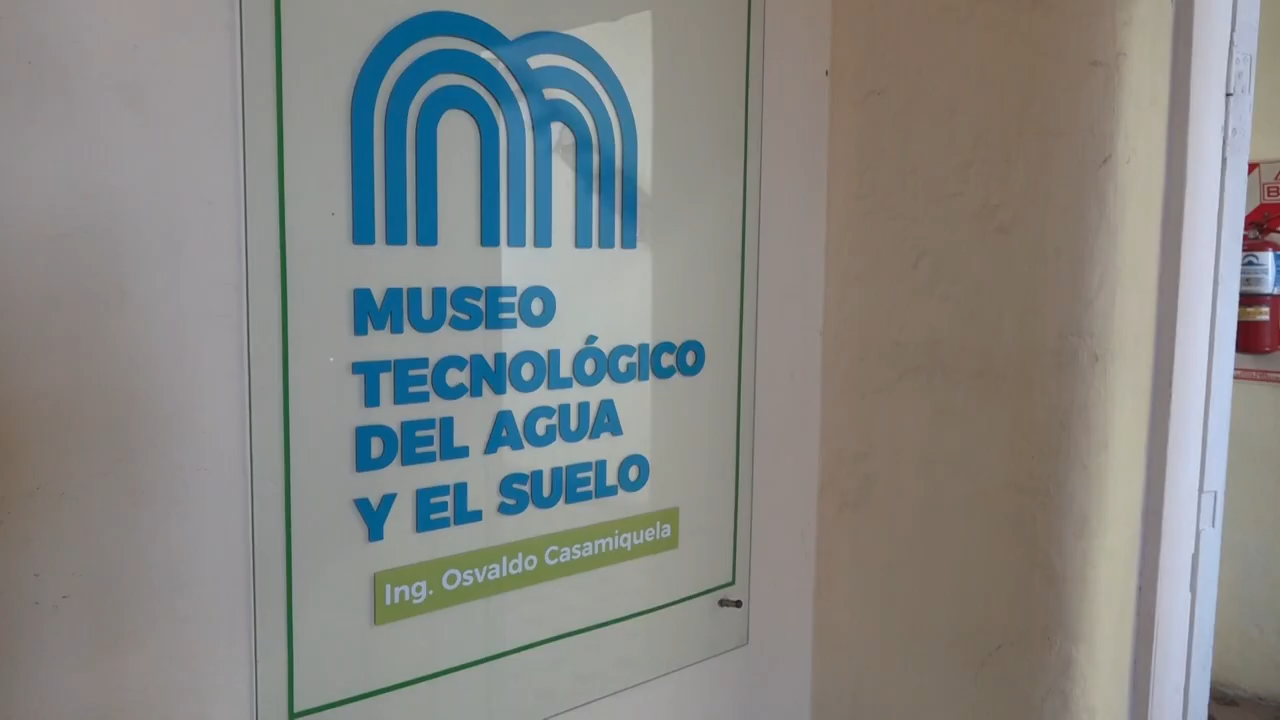 MUSEO
TECNOLÓGICO
DEL AGUA
Y EL SUELO
Ing. Osvaldo Casamiquela